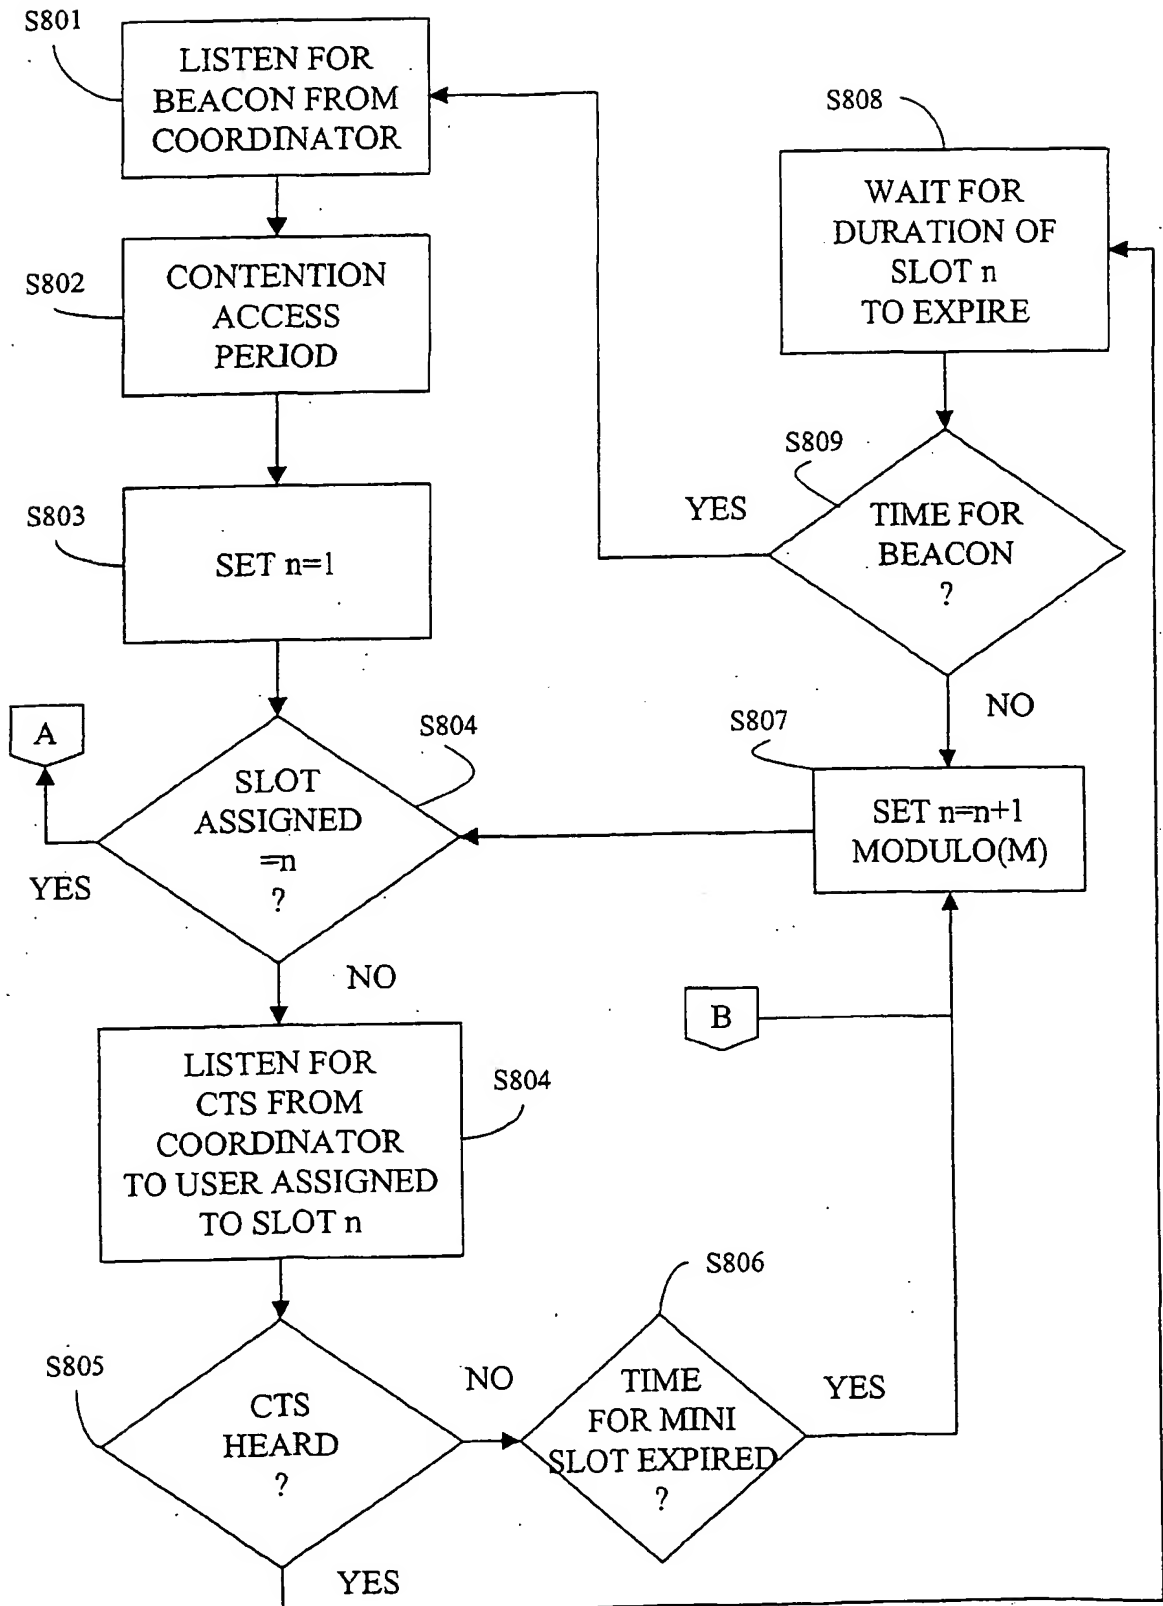 S801
LISTEN FOR
BEACON FROM
COORDINATOR
S802
CONTENTION
ACCESS
PERIOD
S803
SET n=1
A
S804
SLOT
ASSIGNED
=n
?
YES
NO
LISTEN FOR
CTS FROM
COORDINATOR
TO USER ASSIGNED
TO SLOT n
S804
S805
CTS
HEARD
?
NO
YES
S806
TIME
FOR MINI
SLOT EXPIRED
?
YES
B
S807
SET n=n+1
MODULO(M)
S808
WAIT FOR
DURATION OF
SLOT n
TO EXPIRE
S809
TIME FOR
BEACON
?
YES
NO